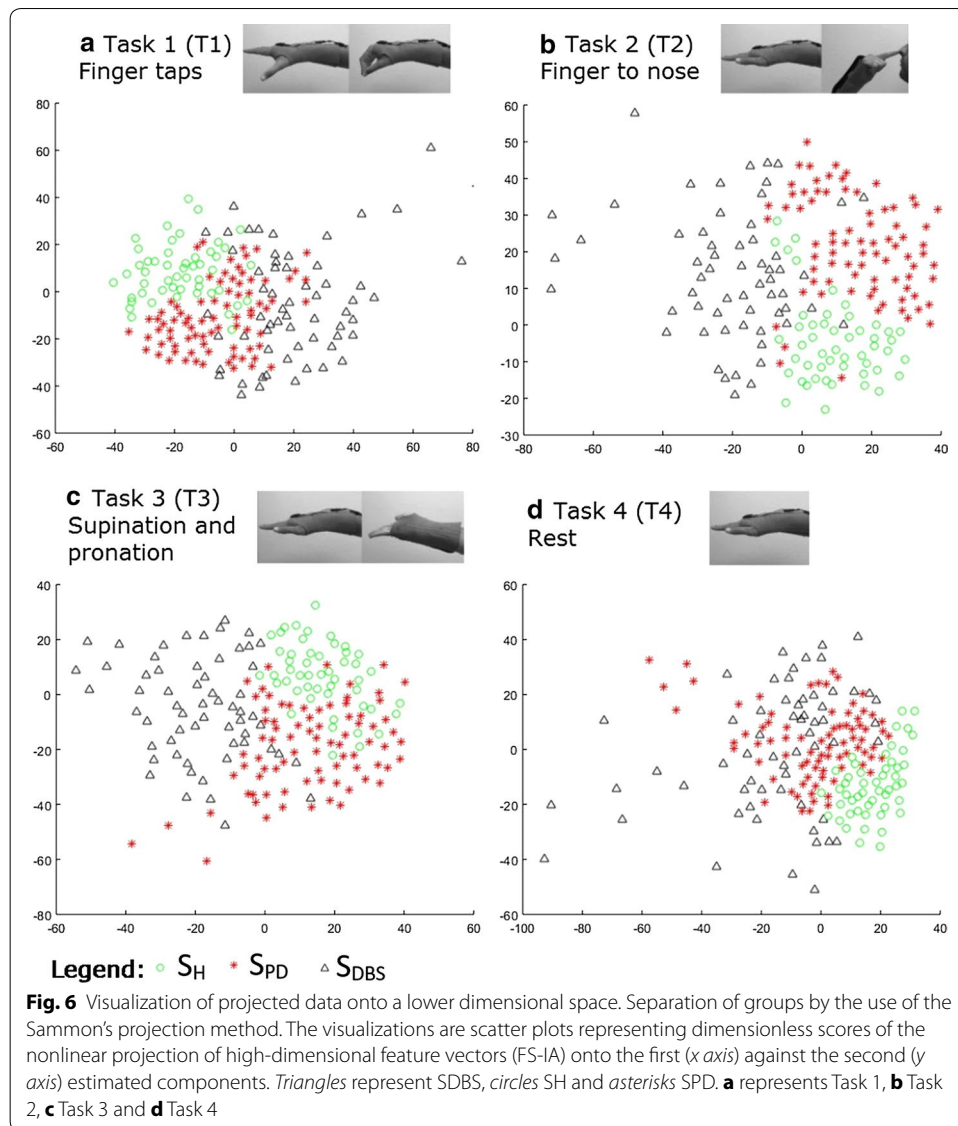 a Task 1 (T1)
Finger taps
80
60
40
20
0
-20
-40
-60
-60 -40 -20 0 20 40 60 80
b Task 2 (T2)
Finger to nose
60
50
40
30
20
10
0
-10
-20
-30
-80 -60 -40 -20 0 20 40
c Task 3 (T3)
Supination and
pronation
40
20
0
-20
-40
-60
-80
-60 -40 -20 0 20 40 60
d Task 4 (T4)
Rest
60
40
20
0
-20
-40
-60
-100 -80 -60 -40 -20 0 20 40
Legend: SH SPD SDBS
Fig. 6 Visualization of projected data onto a lower dimensional space. Separation of groups by the use of the
Sammon's projection method. The visualizations are scatter plots representing dimensionless scores of the
nonlinear projection of high-dimensional feature vectors (FS-IA) onto the first (x axis) against the second (y
axis) estimated components. Triangles represent SDBS, circles SH and asterisks SPD. a represents Task 1, b Task
2, c Task 3 and d Task 4